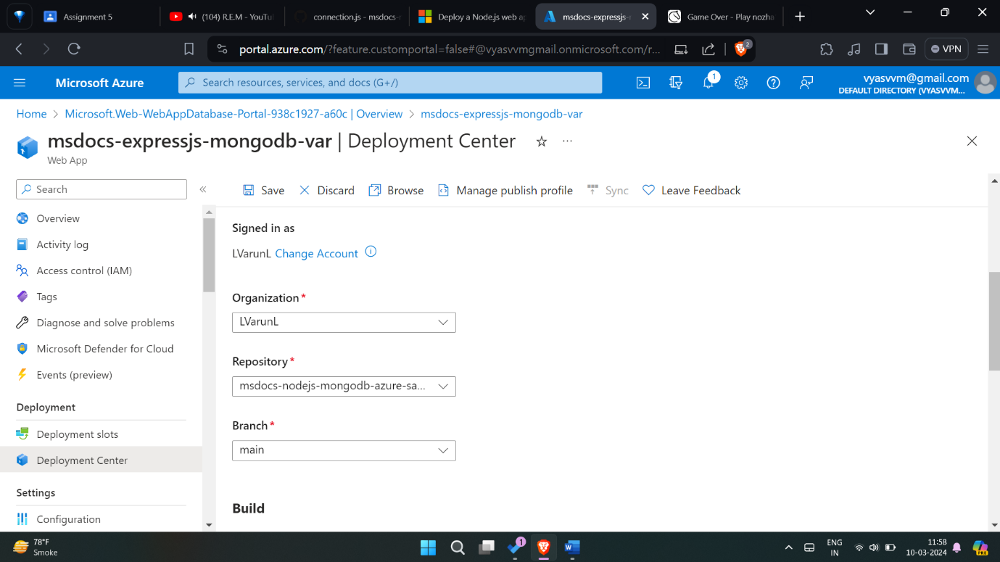 Assignment 5
(104) R.E.M - YouTu
connection.js - msdocs-n
Deploy a Node.js web ap
msdocs-expressjs-
Game Over - Play nozha
portal.azure.com/?feature.customportal=false#@vyasvvmgmail.onmicrosoft.com/r...
2
VPN
Microsoft Azure
Search resources, services, and docs (G+/)
1
vyasvvm@gmail.com
DEFAULT DIRECTORY (VYASVVM...
Home > Microsoft.Web-WebAppDatabase-Portal-938c1927-a60c | Overview > msdocs-expressjs-mongodb-var
msdocs-expressjs-mongodb-var | Deployment Center
Web App
Search
Save
Discard
Browse
Manage publish profile
Sync
Leave Feedback
Overview
Activity log
Access control (IAM)
Tags
Diagnose and solve problems
Microsoft Defender for Cloud
Events (preview)
Deployment
Deployment slots
Deployment Center
Settings
Configuration
Signed in as
LVarunL Change Account
Organization *
LVarunL
Repository *
msdocs-nodejs-mongodb-azure-sa...
Branch *
main
Build
78°F
Smoke
1
ENG
IN
11:58
10-03-2024
PRE